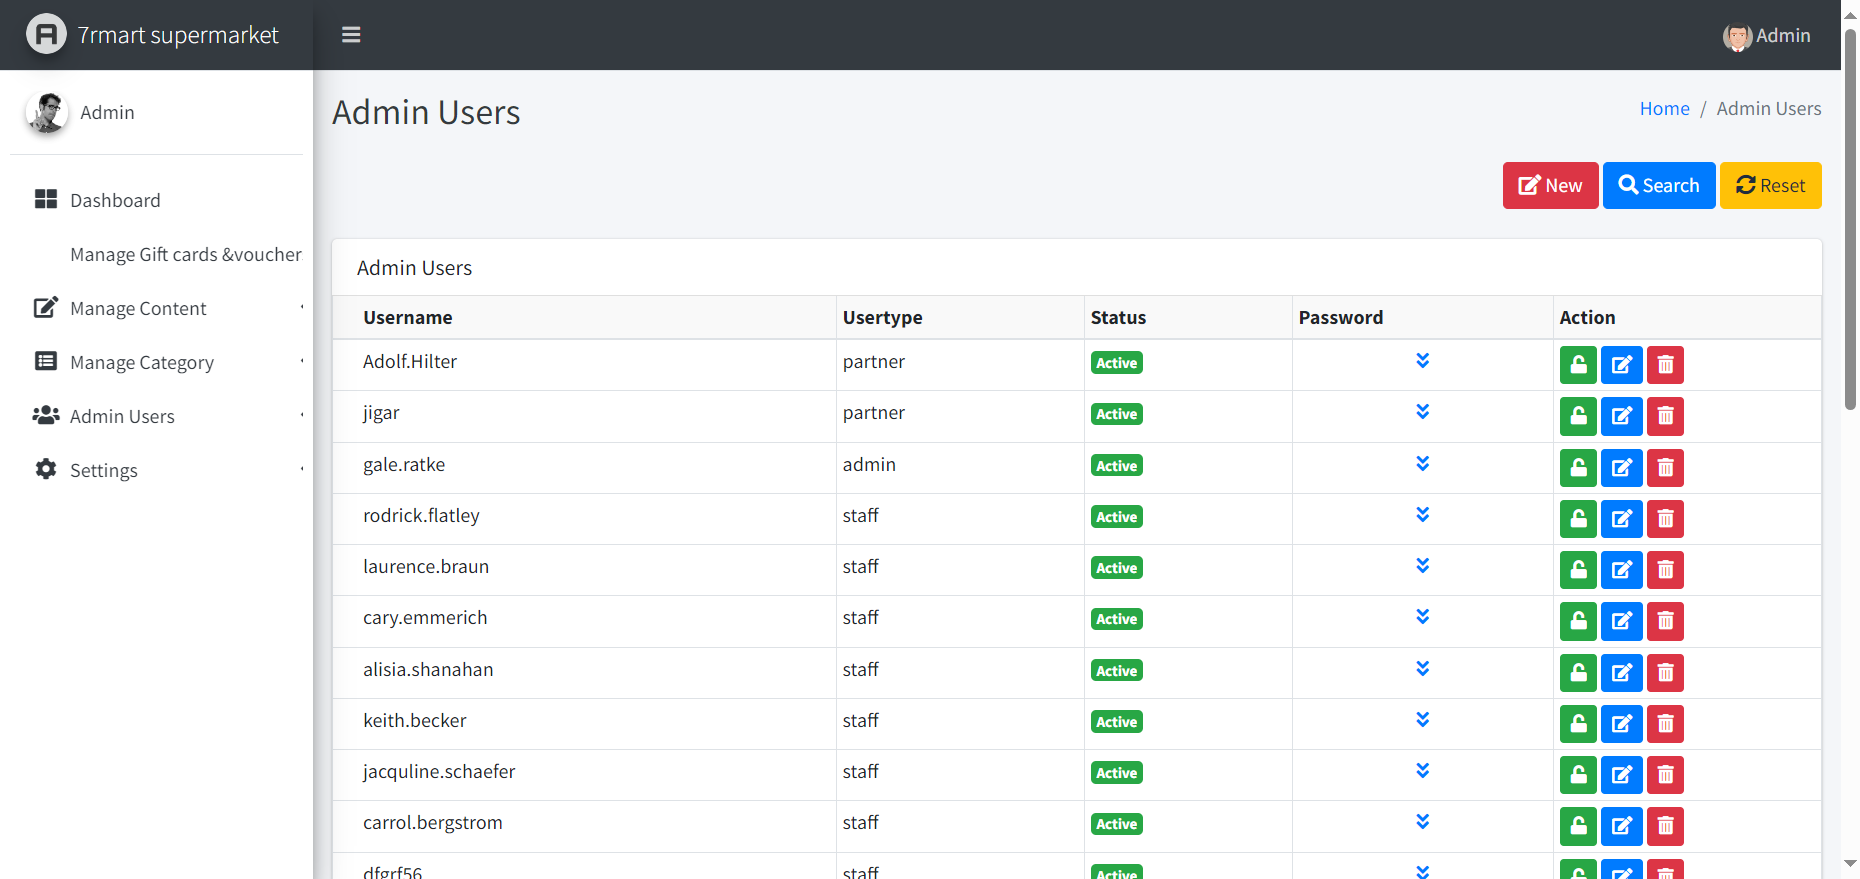 7rmart supermarket
Admin
Admin
Admin Users
Home / Admin Users
New Search Reset
Dashboard
Manage Gift cards &voucher
Manage Content
Manage Category
Admin Users
Settings
Admin Users
Username Usertype Status Password Action
Adolf.Hilter partner Active
jigar partner Active
gale.ratke admin Active
rodrick.flatley staff Active
laurence.braun staff Active
cary.emmerich staff Active
alisia.shanahan staff Active
keith.becker staff Active
jacquline.schaefer staff Active
carrol.bergstrom staff Active
dfgrf56 staff Active